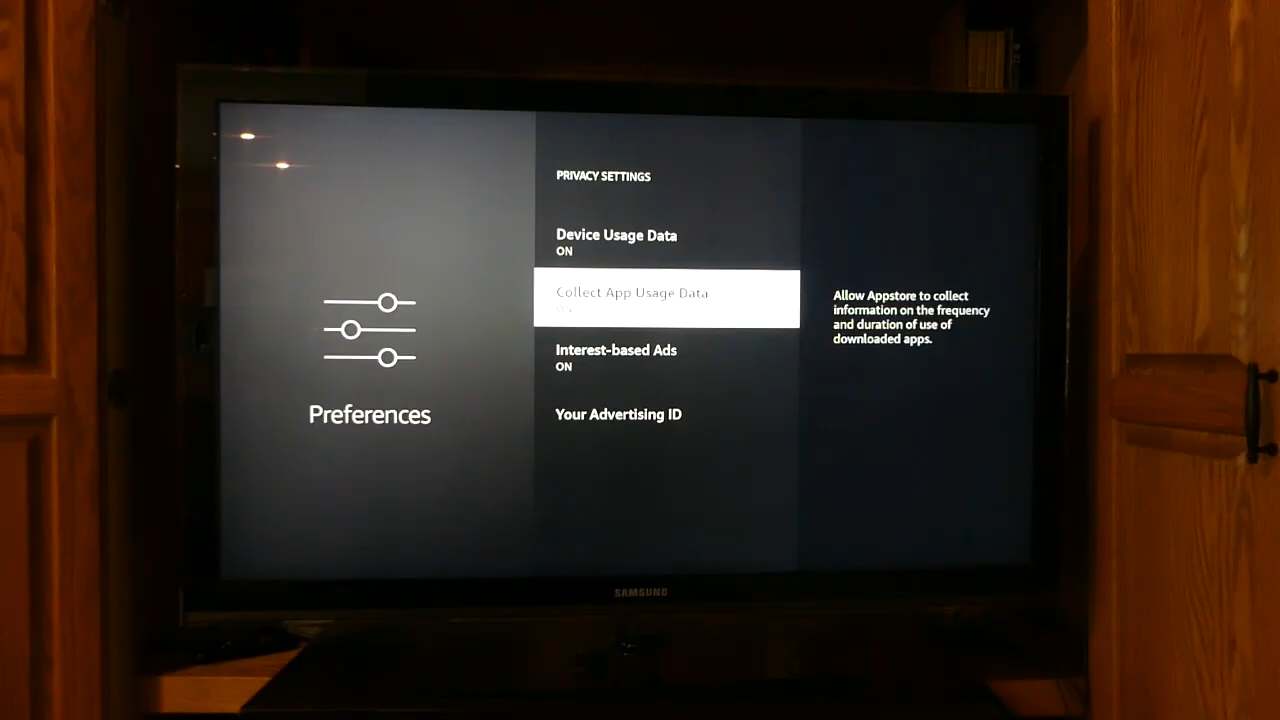 PRIVACY SETTINGS
Device Usage Data
ON
Collect App Usage Data
ON
Interest-based Ads
ON
Your Advertising ID
Preferences
Allow Appstore to collect
information on the frequency
and duration of use of
downloaded apps.
SAMSUNG